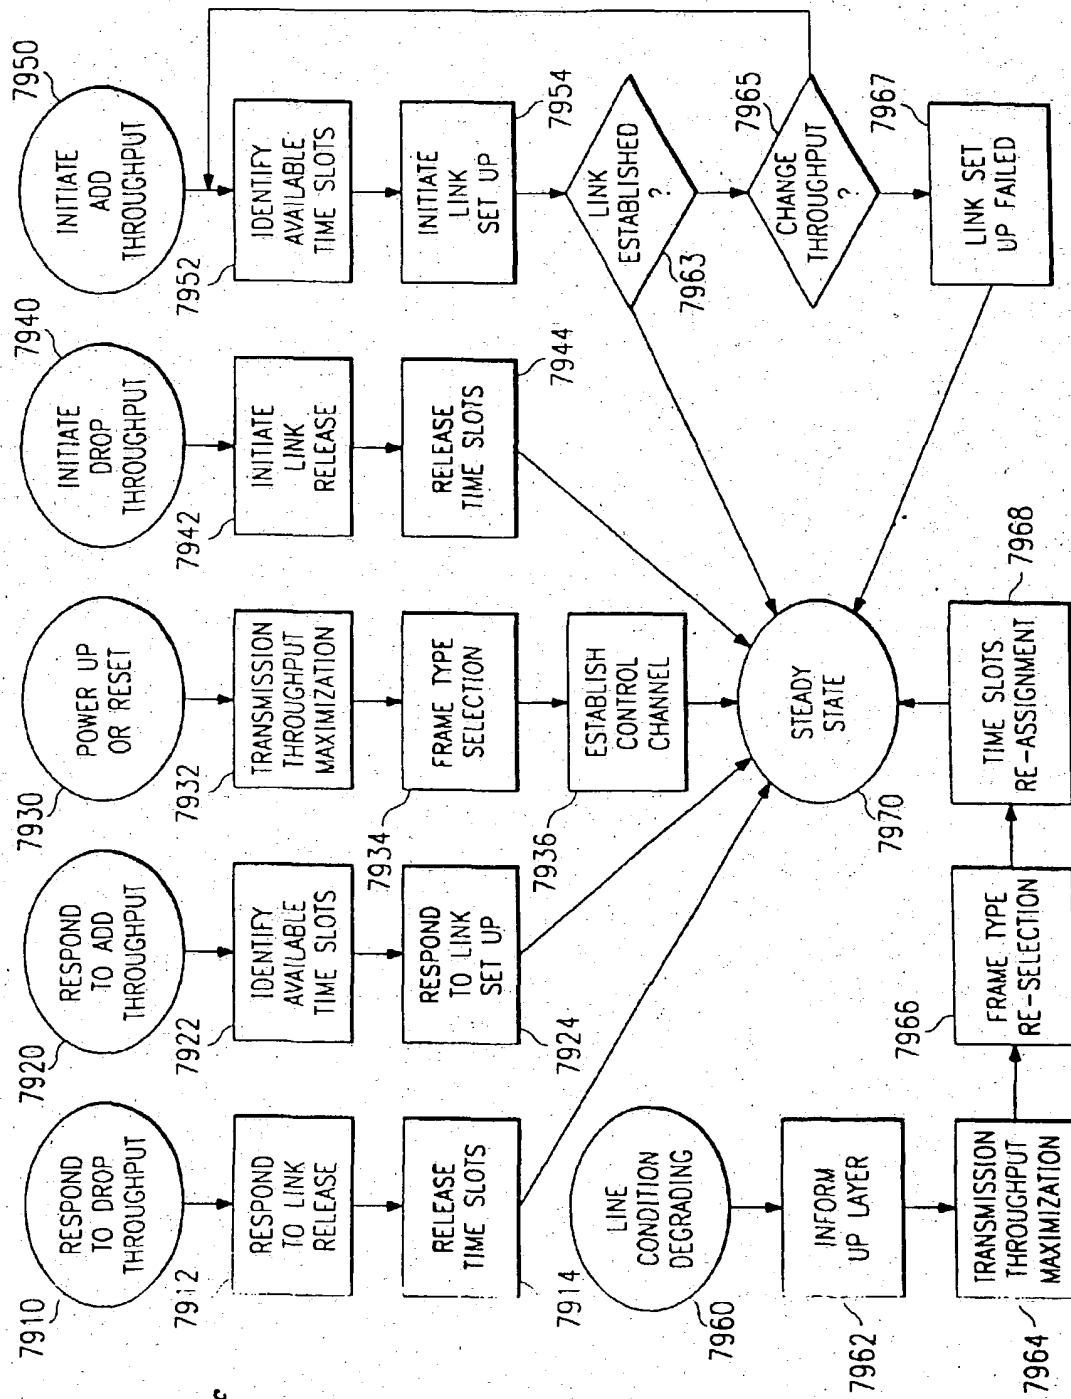 7910
RESPOND
TO DROP
THROUGHPUT
7912
RESPOND
TO LINK
RELEASE
RELEASE
TIME SLOTS
7914
7920
RESPOND
TO ADD
THROUGHPUT
7922
IDENTIFY
AVAILABLE
TIME SLOTS
RESPOND
TO LINK
SET UP
7924
7930
POWER UP
OR RESET
7932
TRANSMISSION
THROUGHPUT
MAXIMIZATION
7934
FRAME TYPE
SELECTION
7936
ESTABLISH
CONTROL
CHANNEL
7940
INITIATE
DROP
THROUGHPUT
7942
INITIATE
LINK
RELEASE
RELEASE
TIME SLOTS
7944
7950
INITIATE
ADD
THROUGHPUT
7952
IDENTIFY
AVAILABLE
TIME SLOTS
INITIATE
LINK
SET UP
7954
LINK
ESTABLISHED
?
7963
7965
CHANGE
THROUGHPUT
?
7967
LINK SET
UP FAILED
LINE
CONDITION
DEGRADING
7960
INFORM
UP LAYER
7962
TRANSMISSION
THROUGHPUT
MAXIMIZATION
7964
7966
FRAME TYPE
RE-SELECTION
TIME SLOTS
RE-ASSIGNMENT
7968
STEADY
STATE
7970